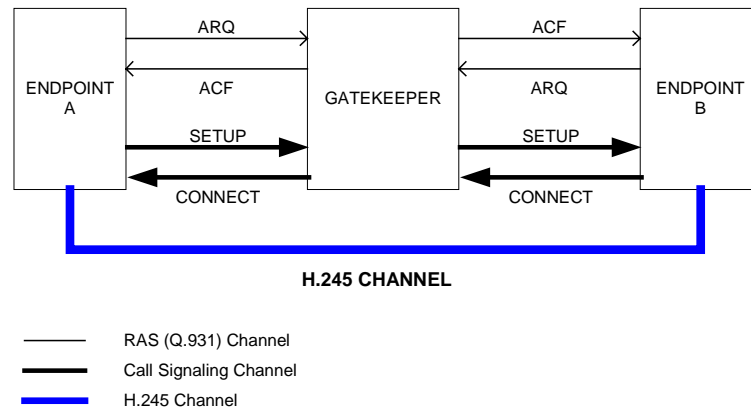 ARQ
ACF
ENDPOINT
A
ACF
GATEKEEPER
ARQ
ENDPOINT
B
SETUP
SETUP
CONNECT
CONNECT
H.245 CHANNEL
RAS (Q.931) Channel
Call Signaling Channel
H.245 Channel